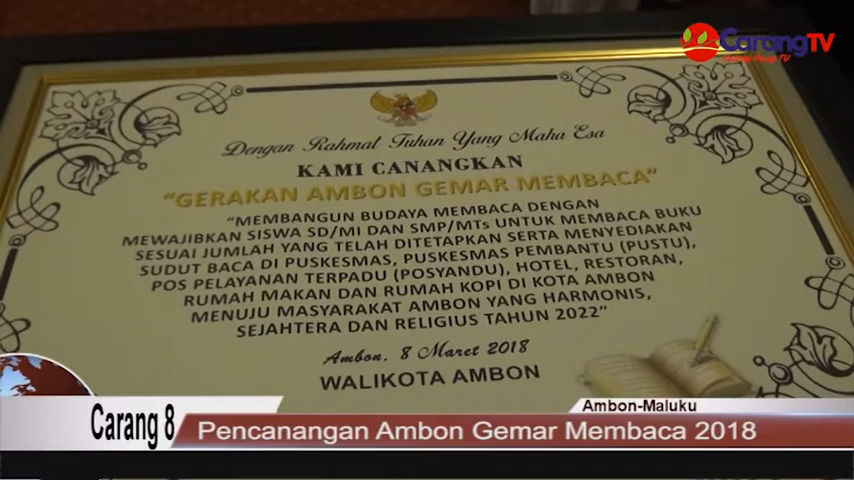 CarangTV
Dengan Rahmat Tuhan Yang Maha Esa
KAMI CANANGKAN
"GERAKAN AMBON GEMAR MEMBACA"
"MEMBANGUN BUDAYA MEMBACA DENGAN
MEWAJIBKAN SISWA SD/MI DAN SMP/MTs UNTUK MEMBACA BUKU
SESUAI JUMLAH YANG TELAH DITETAPKAN SERTA MENYEDIAKAN
SUDUT BACA DI PUSKESMAS, PUSKESMAS PEMBANTU (PUSTU),
POS PELAYANAN TERPADU (POSYANDU), HOTEL, RESTORAN,
RUMAH MAKAN DAN RUMAH KOPI DI KOTA AMBON
MENUJU MASYARAKAT AMBON YANG HARMONIS,
SEJAHTERA DAN RELIGIUS TAHUN 2022"
Ambon, 8 Maret 2018
WALIKOTA AMBON
Ambon-Maluku
Carang 8
Pencanangan Ambon Gemar Membaca 2018